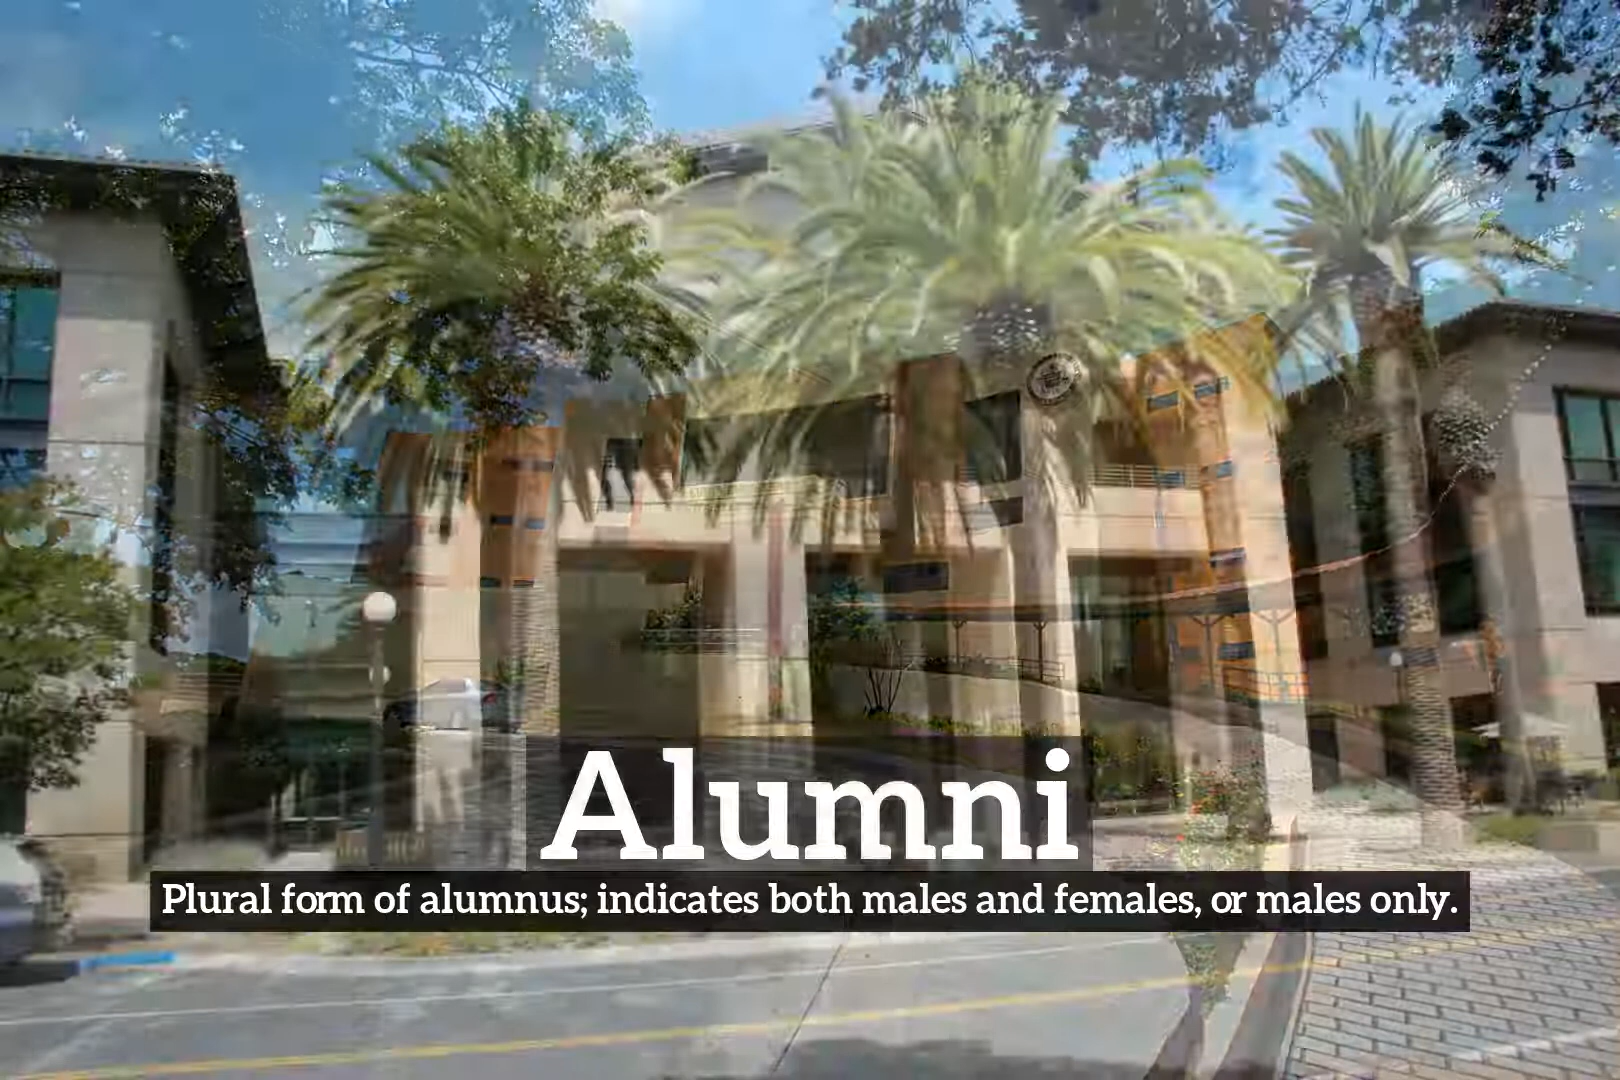 Alumni
Plural form of alumnus; indicates both males and females, or males only.